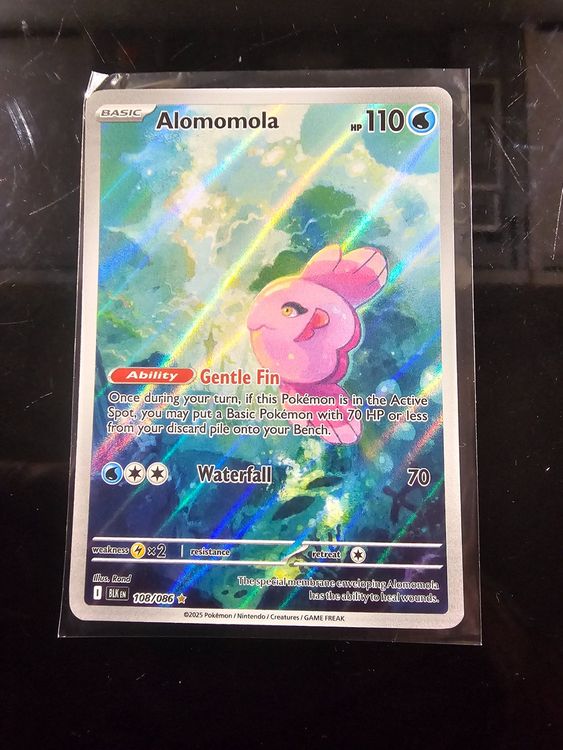 BASIC Alomomola HP 110
Ability Gentle Fin
Once during your turn, if this Pokémon is in the Active
Spot, you may put a Basic Pokémon with 70 HP or less
from your discard pile onto your Bench.
Waterfall 70
weakness ×2 resistance retreat
Illus. Rond
The special membrane enveloping Alomomola
has the ability to heal wounds.
I BLK EN 108/086
©2025 Pokémon / Nintendo / Creatures / GAME FREAK